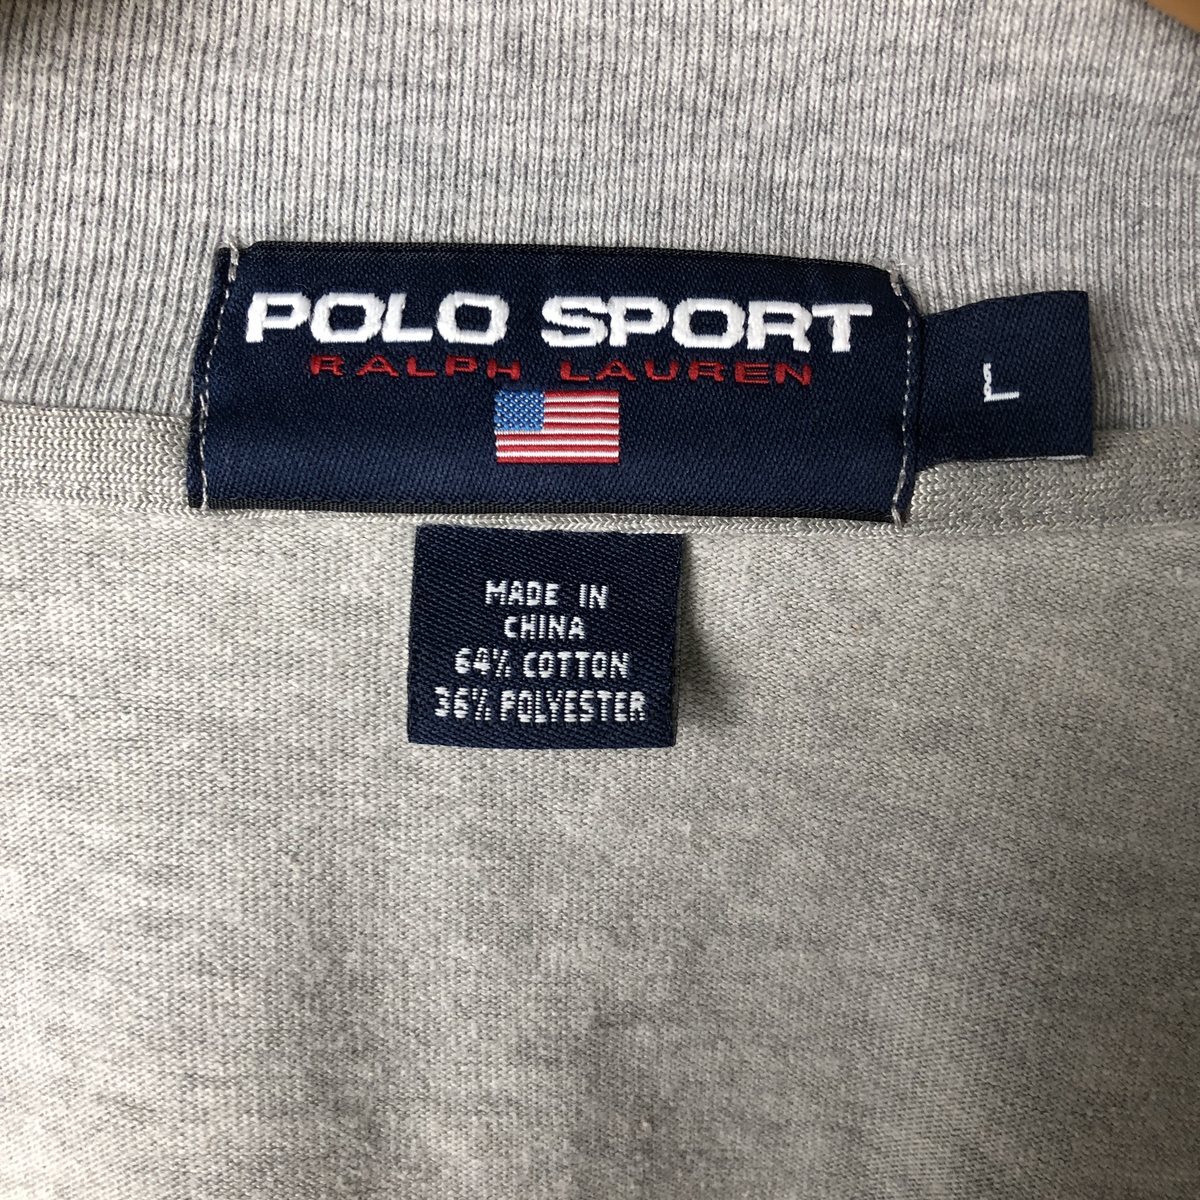 POLO SPORT
RALPH LAUREN
L
MADE IN
CHINA
64% COTTON
36% POLYESTER